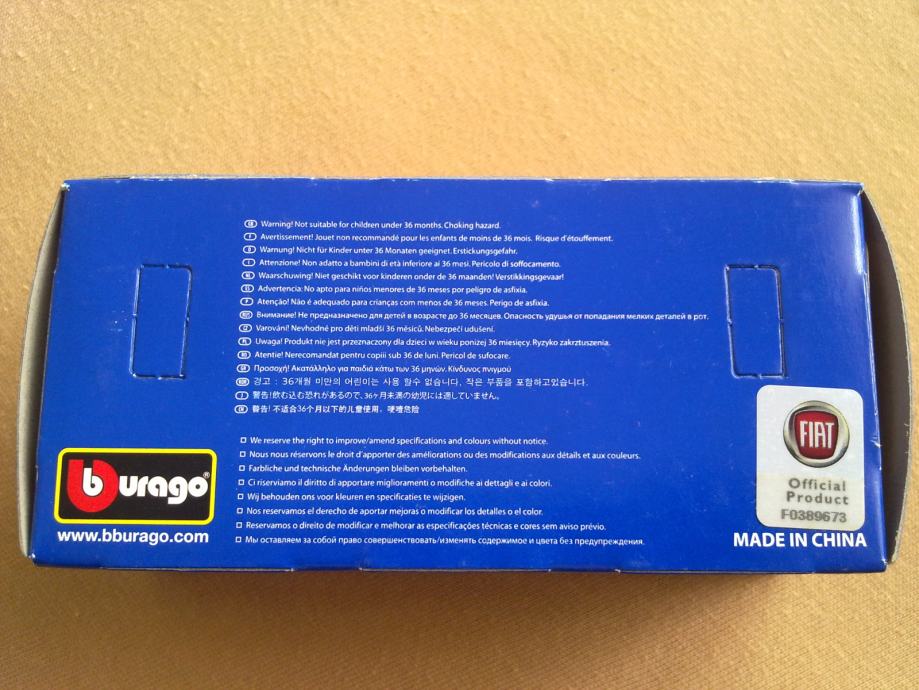 GB Warning! Not suitable for children under 36 months. Choking hazard.
F Avertissement! Jouet non recommandé pour les enfants de moins de 36 mois. Risque d'étouffement.
D Warnung! Nicht für Kinder unter 36 Monaten geeignet. Erstickungsgefahr.
I Attenzione! Non adatto a bambini di età inferiore ai 36 mesi. Pericolo di soffocamento.
NL Waarschuwing! Niet geschikt voor kinderen onder de 36 maanden! Verstikkingsgevaar!
ES Advertencia: No apto para niños menores de 36 meses por peligro de asfixia.
P Atenção! Não é adequado para crianças com menos de 36 meses. Perigo de asfixia.
RUS Внимание! Не предназначено для детей в возрасте до 36 месяцев. Опасность удушья от попадания мелких деталей в рот.
CZ Varování! Nevhodné pro děti mladší 36 měsíců. Nebezpečí udušení.
PL Uwaga! Produkt nie jest przeznaczony dla dzieci w wieku poniżej 36 miesięcy. Ryzyko zakrztuszenia.
RO Atentie! Nerecomandat pentru copiii sub 36 de luni. Pericol de sufocare.
GR Προσοχή! Ακατάλληλο για παιδιά κάτω των 36 μηνών. Κίνδυνος πνιγμού
KOR 경고 : 36개월 미만의 어린이는 사용 할수 없습니다, 작은 부품을 포함하고있습니다.
J 警告!飲む込む恐れがあるので、36ヶ月未満の幼児には適していません。
CN 警告! 不适合36个月以下的儿童使用，哽噎危险
We reserve the right to improve/amend specifications and colours without notice.
Nous nous réservons le droit d'apporter des améliorations ou des modifications aux détails et aux couleurs.
Farbliche und technische Änderungen bleiben vorbehalten.
Ci riserviamo il diritto di apportare miglioramenti o modifiche ai dettagli e ai colori.
Wij behouden ons voor kleuren en specificaties te wijzigen.
Nos reservamos el derecho de aportar mejoras o modificar los detalles o el color.
Reservamos o direito de modificar e melhorar as especificações técnicas e cores sem aviso prévio.
Мы оставляем за собой право совершенствовать/изменять содержимое и цвета без предупреждения.
bburago®
www.bburago.com
FIAT
Official
Product
F0389673
MADE IN CHINA